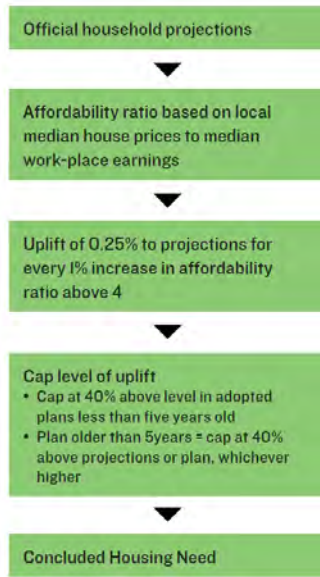 Official household projections
Affordability ratio based on local
median house prices to median
work-place earnings
Uplift of 0.25% to projections for
every 1% increase in affordability
ratio above 4
Cap level of uplift
• Cap at 40% above level in adopted
plans less than five years old
• Plan older than 5years = cap at 40%
above projections or plan, whichever
higher
Concluded Housing Need